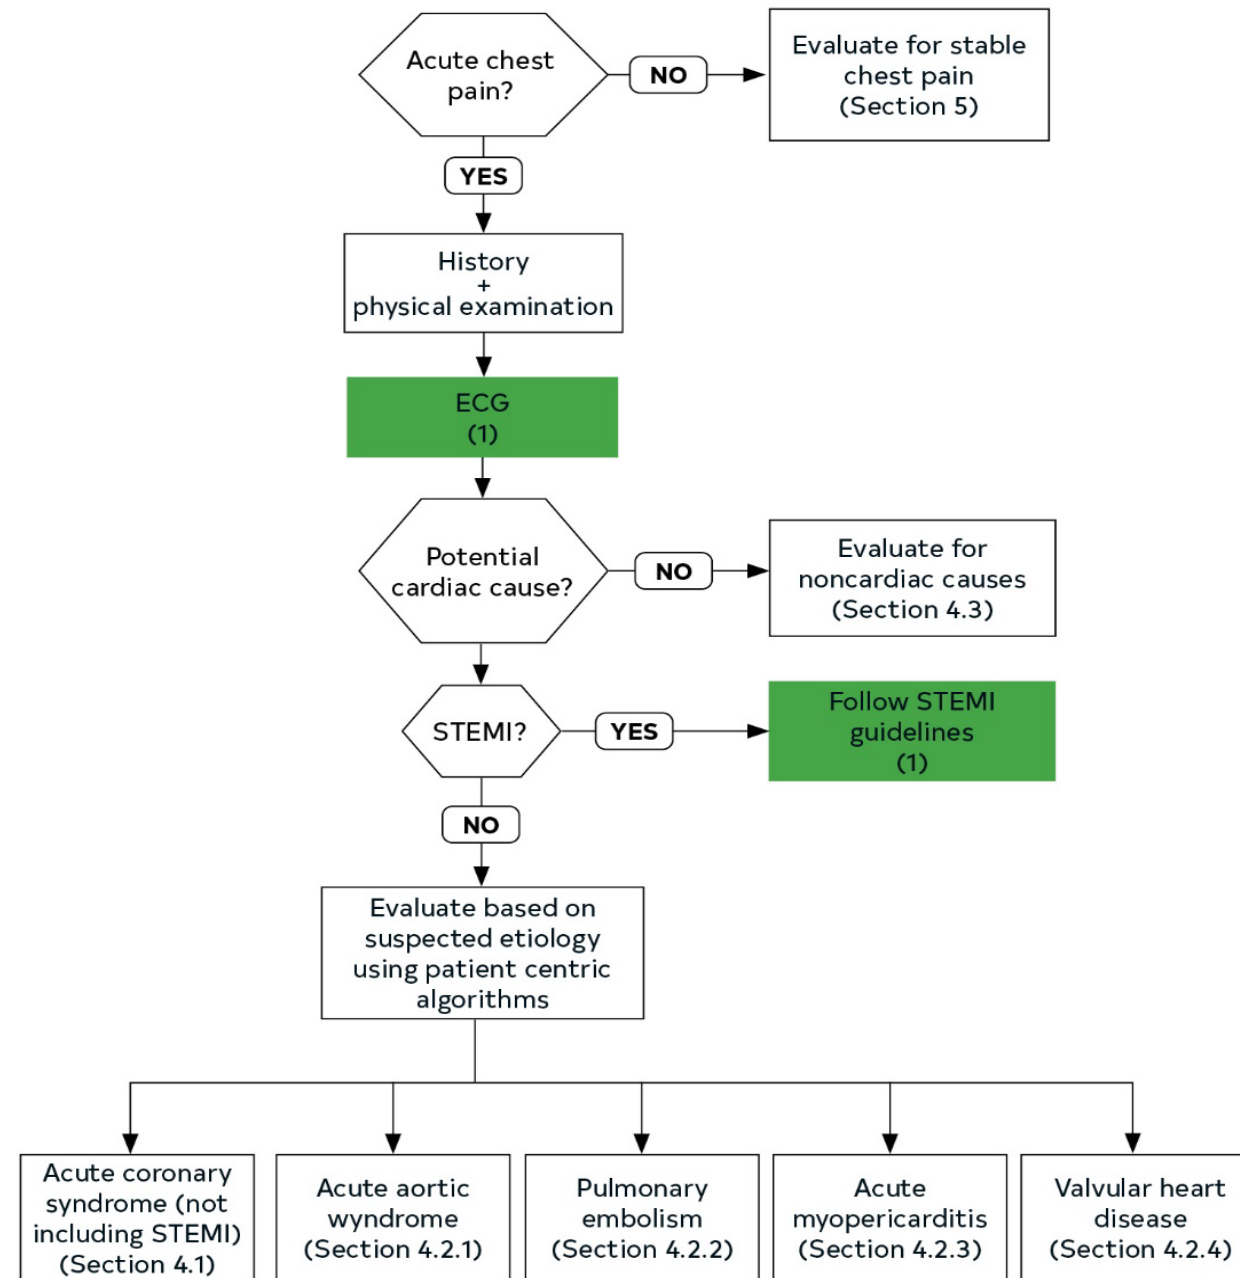 Acute chest
pain?
NO
Evaluate for stable
chest pain
(Section 5)
YES
History
+
physical examination
ECG
(1)
Potential
cardiac cause?
NO
Evaluate for
noncardiac causes
(Section 4.3)
STEMI?
YES
Follow STEMI
guidelines
(1)
NO
Evaluate based on
suspected etiology
using patient centric
algorithms
Acute coronary
syndrome (not
including STEMI)
(Section 4.1)
Acute aortic
wyndrome
(Section 4.2.1)
Pulmonary
embolism
(Section 4.2.2)
Acute
myopericarditis
(Section 4.2.3)
Valvular heart
disease
(Section 4.2.4)